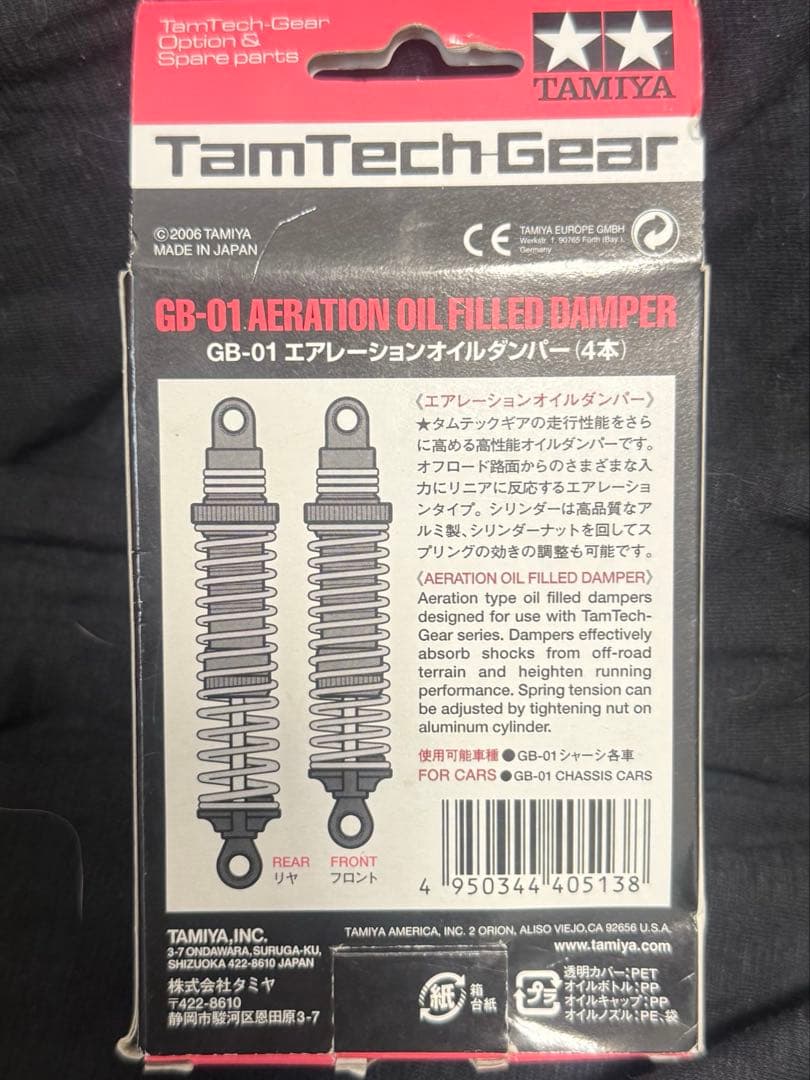 TamTech-Gear
Option &
Spare parts
TAMIYA
TamTech-Gear
© 2006 TAMIYA
MADE IN JAPAN
CE
TAMIYA EUROPE GMBH
Werkstr. 1, 90765 Fürth (Bay.),
Germany
GB-01 AERATION OIL FILLED DAMPER
GB-01 エアレーションオイルダンパー(4本)
《エアレーションオイルダンパー》
★タムテックギアの走行性能をさら
に高める高性能オイルダンパーです。
オフロード路面からのさまざまな入
力にリニアに反応するエアレーショ
ンタイプ。シリンダーは高品質なア
ルミ製、シリンダーナットを回してス
プリングの効きの調整も可能です。
《AERATION OIL FILLED DAMPER》
Aeration type oil filled dampers
designed for use with TamTech-
Gear series. Dampers effectively
absorb shocks from off-road
terrain and heighten running
performance. Spring tension can
be adjusted by tightening nut on
aluminum cylinder.
使用可能車種 ●GB-01シャーシ各車
FOR CARS ●GB-01 CHASSIS CARS
REAR
リヤ
FRONT
フロント
4 950344 405138
TAMIYA,INC.
3-7 ONDAWARA, SURUGA-KU,
SHIZUOKA 422-8610 JAPAN
株式会社タミヤ
〒422-8610
静岡市駿河区恩田原3-7
TAMIYA AMERICA, INC. 2 ORION, ALISO VIEJO, CA 92656 U.S.A.
www.tamiya.com
紙
箱
台紙
プラ
透明カバー:PET
オイルボトル:PP
オイルキャップ:PP
オイルノズル:PE、袋